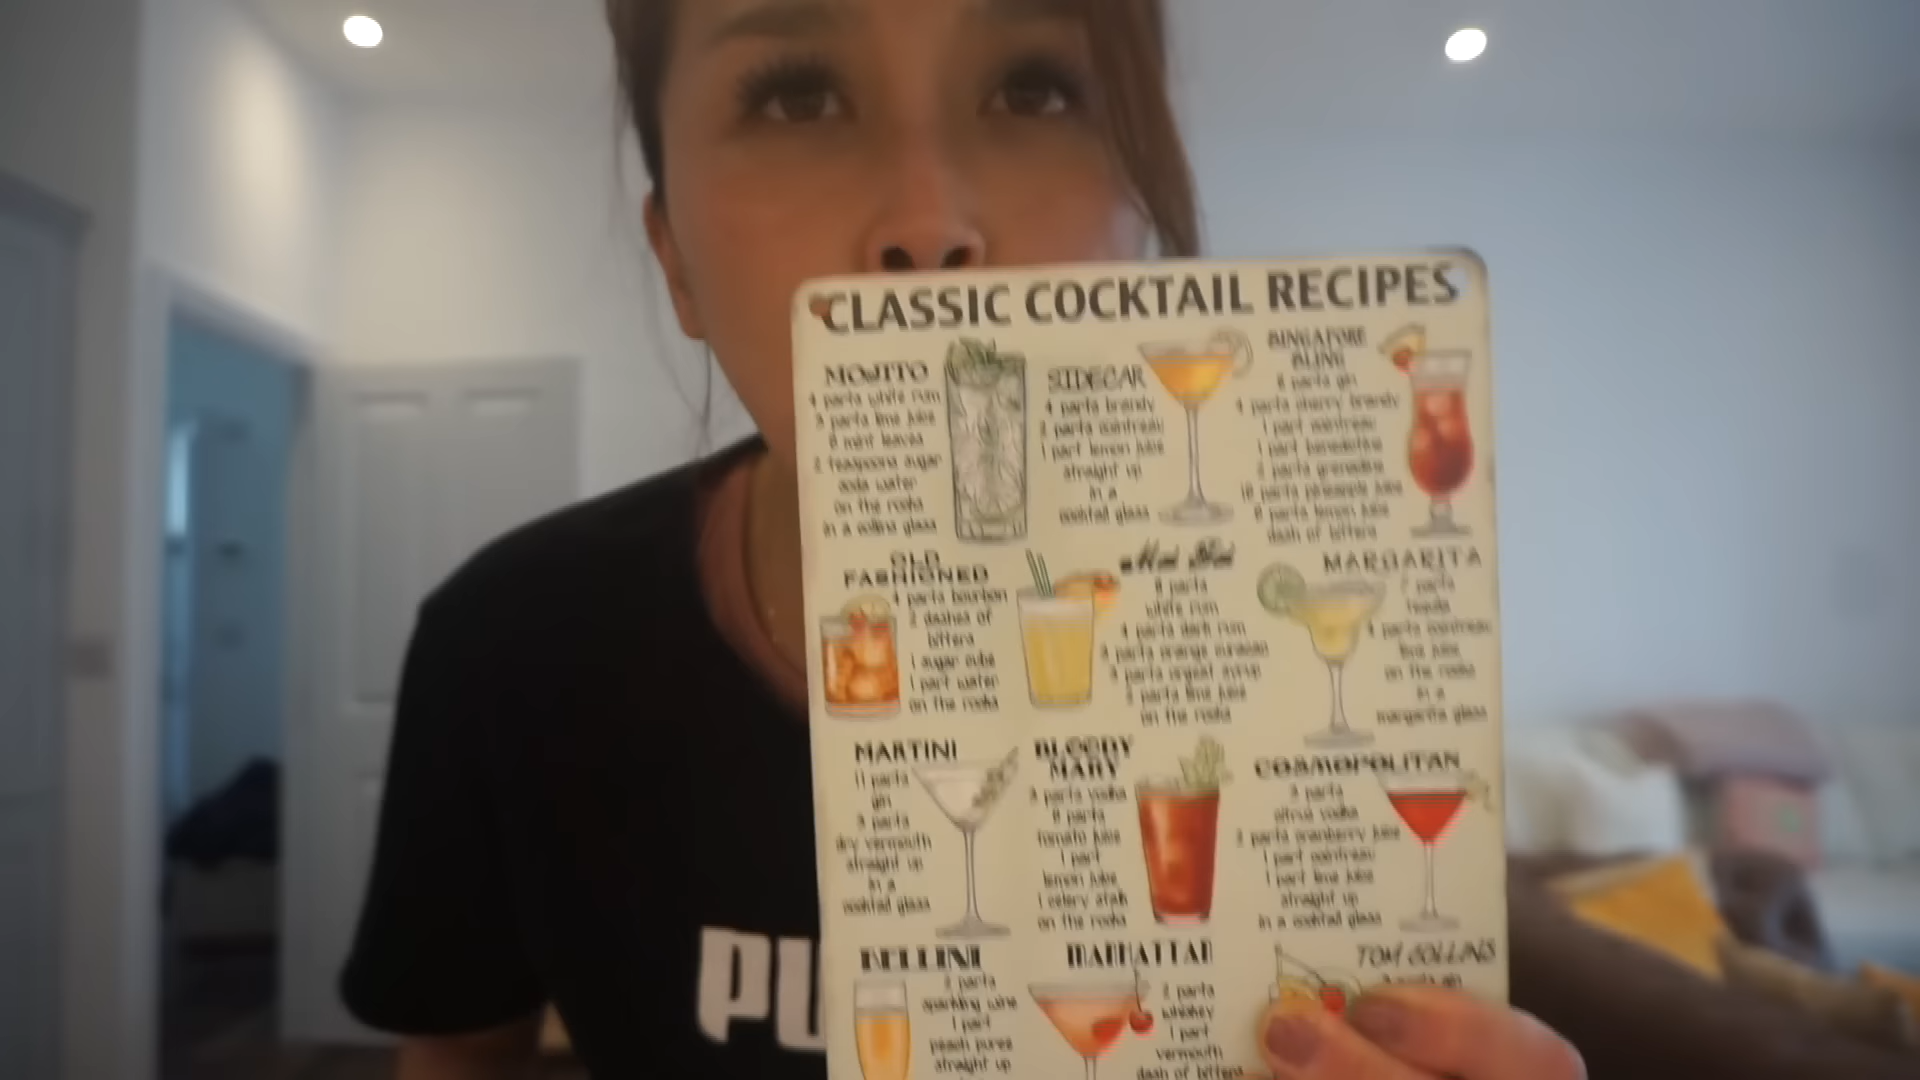 CLASSIC COCKTAIL RECIPES
MOJITO
4 parts white rum
3 parts lime juice
6 mint leaves
2 teaspoons sugar
soda water
on the rocks
in a collins glass
SIDECAR
4 parts brandy
2 parts cointreau
1 part lemon juice
straight up
in a
cocktail glass
SINGAPORE
SLING
parts gin
4 parts cherry brandy
1 part cointreau
1 part benedictine
2 parts grenadine
parts pineapple juice
parts lemon juice
dash of bitters
OLD
FASHIONED
4 parts bourbon
2 dashes of
bitters
1 sugar cube
1 part water
on the rocks
Mai Tai
parts
white rum
4 parts dark rum
3 parts orange curacao
3 parts orgeat syrup
2 parts lime juice
on the rocks
MARGARITA
7 parts
tequila
4 parts cointreau
lime juice
on the rocks
in a
margarita glass
MARTINI
11 parts
gin
3 parts
dry vermouth
straight up
in a
cocktail glass
BLOODY
MARY
3 parts vodka
6 parts
tomato juice
1 part
lemon juice
1 celery stalk
on the rocks
COSMOPOLITAN
3 parts
citrus vodka
2 parts cranberry juice
1 part cointreau
1 part lime juice
straight up
in a cocktail glass
BELLINI
2 parts
sparkling wine
1 part
peach puree
straight up
MANHATTAN
2 parts
whiskey
1 part
vermouth
dash of bitters
TOM COLLINS
parts gin
PU